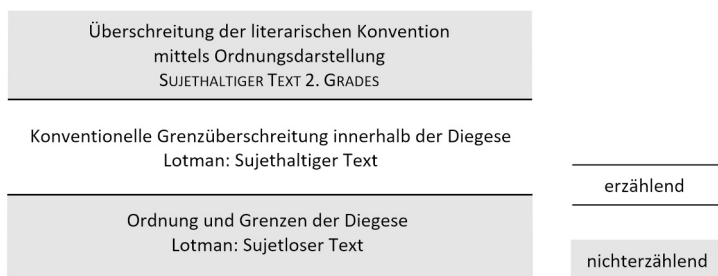 Überschreitung der literarischen Konvention
mittels Ordnungsdarstellung
SUJETHALTIGER TEXT 2. GRADES
Konventionelle Grenzüberschreitung innerhalb der Diegese
Lotman: Sujethaltiger Text
Ordnung und Grenzen der Diegese
Lotman: Sujetloser Text
erzählend
nichterzählend